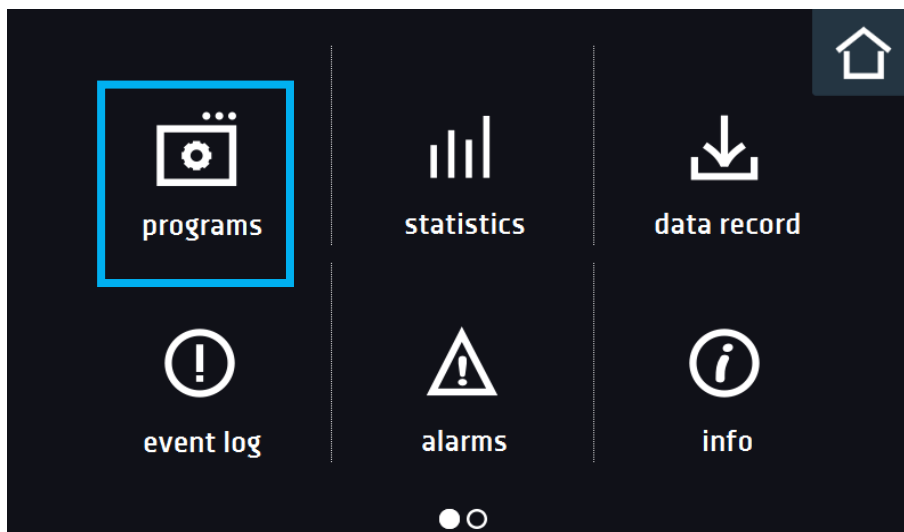 programs
statistics
data record
event log
alarms
info